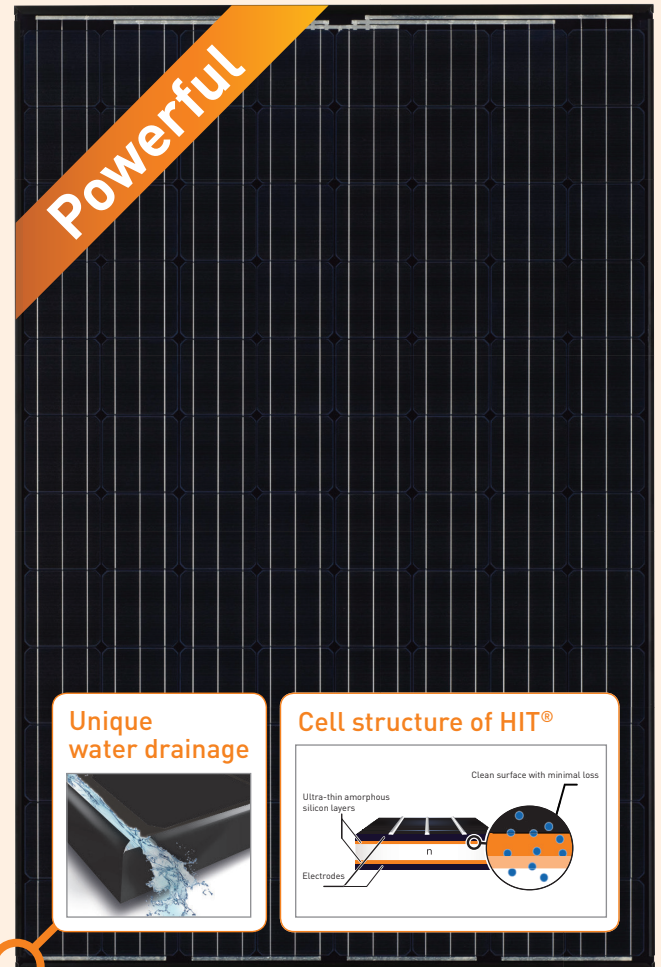 Powerful
Unique
water drainage
Cell structure of HIT®
Clean surface with minimal loss
Ultra-thin amorphous
silicon layers
n
Electrodes